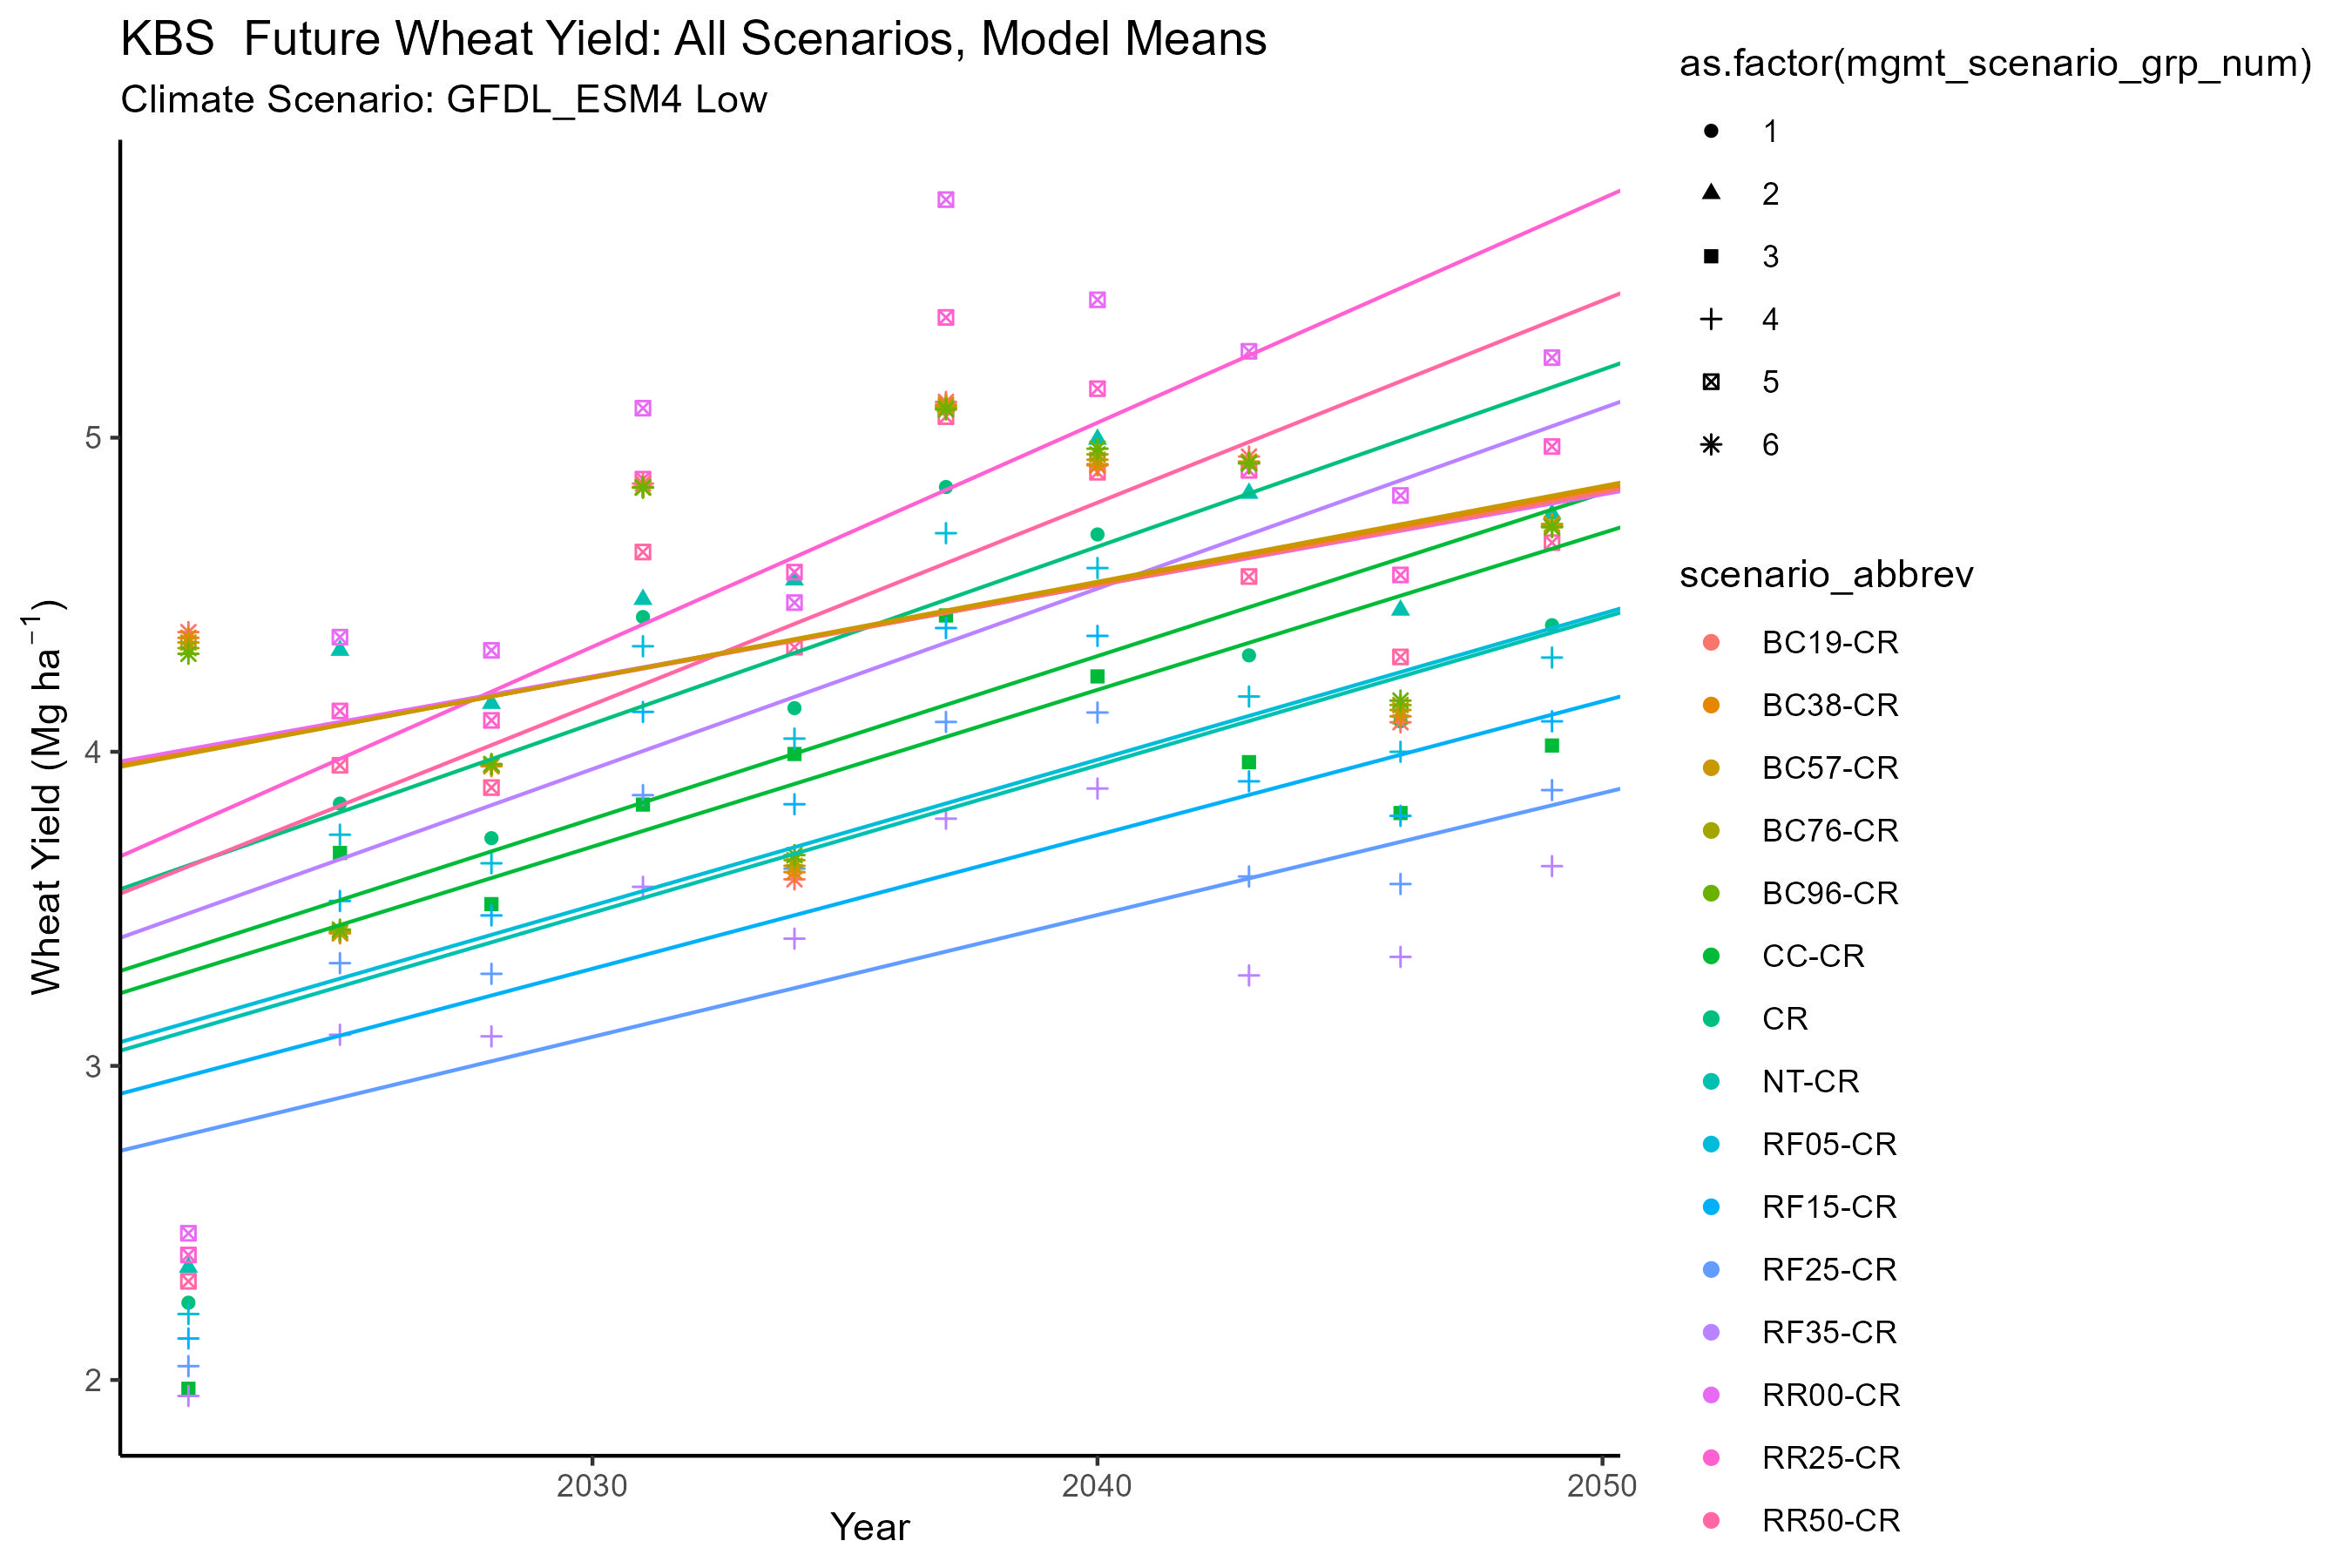 KBS  Future Wheat Yield: All Scenarios, Model Means
Climate Scenario: GFDL_ESM4 Low
Wheat Yield (Mg ha⁻¹)
5
4
3
2
2030
2040
2050
Year
as.factor(mgmt_scenario_grp_num)
1
2
3
4
5
6
scenario_abbrev
BC19-CR
BC38-CR
BC57-CR
BC76-CR
BC96-CR
CC-CR
CR
NT-CR
RF05-CR
RF15-CR
RF25-CR
RF35-CR
RR00-CR
RR25-CR
RR50-CR